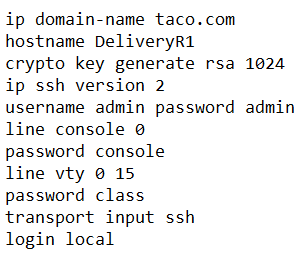 ip domain-name taco.com
hostname DeliveryR1
crypto key generate rsa 1024
ip ssh version 2
username admin password admin
line console 0
password console
line vty 0 15
password class
transport input ssh
login local